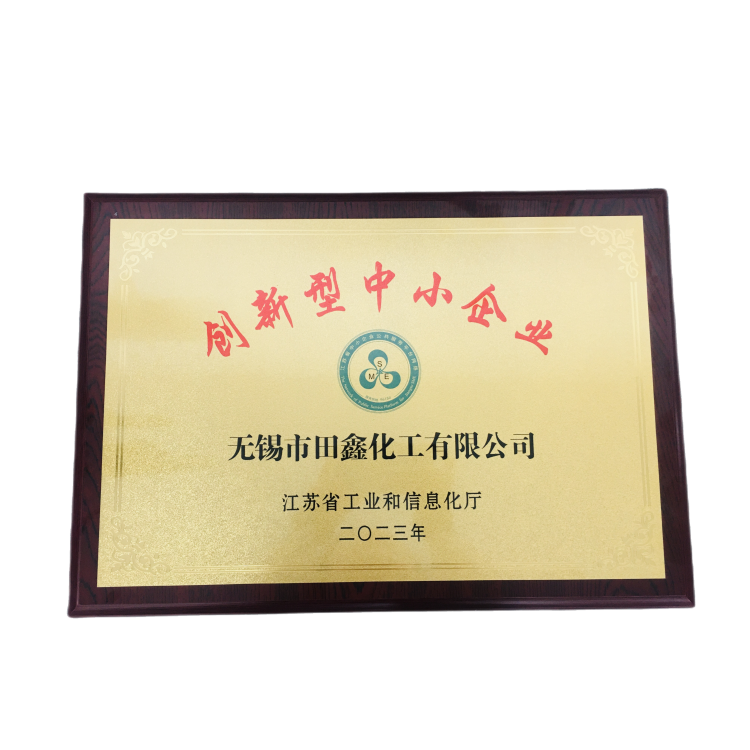 创新型中小企业
S
M E
无锡市田鑫化工有限公司
江苏省工业和信息化厅
二〇二三年